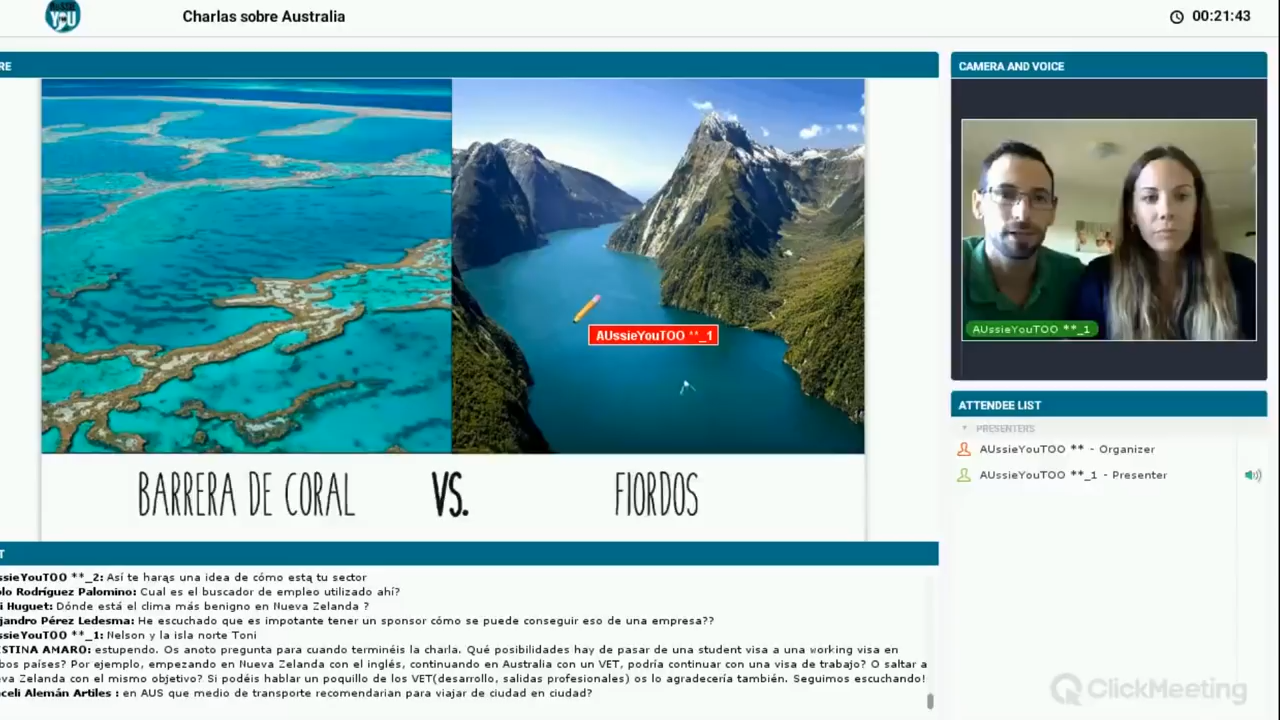 YOU
Charlas sobre Australia
00:21:43
RE
CAMERA AND VOICE
AUssieYouTOO **_1
AUssieYouTOO **_1
ATTENDEE LIST
PRESENTERS
AUssieYouTOO ** - Organizer
AUssieYouTOO **_1 - Presenter
BARRERA DE CORAL VS. FIORDOS
T
ssieYouTOO **_2: Así te haras una idea de cómo esta tu sector
olo Rodríguez Palomino: Cual es el buscador de empleo utilizado ahí?
i Huguet: Dónde está el clima más benigno en Nueva Zelanda ?
jandro Pérez Ledesma: He escuchado que es impotante tener un sponsor cómo se puede conseguir eso de una empresa??
ssieYouTOO **_1: Nelson y la isla norte Toni
ISTINA AMARO: estupendo. Os anoto pregunta para cuando terminéis la charla. Qué posibilidades hay de pasar de una student visa a una working visa en
bos países? Por ejemplo, empezando en Nueva Zelanda con el inglés, continuando en Australia con un VET, podría continuar con una visa de trabajo? O saltar a
eva Zelanda con el mismo objetivo? Si podéis hablar un poquillo de los VET(desarrollo, salidas profesionales) os lo agradecería también. Seguimos escuchando!
celi Alemán Artiles : en AUS que medio de transporte recomendarian para viajar de ciudad en ciudad?
ClickMeeting